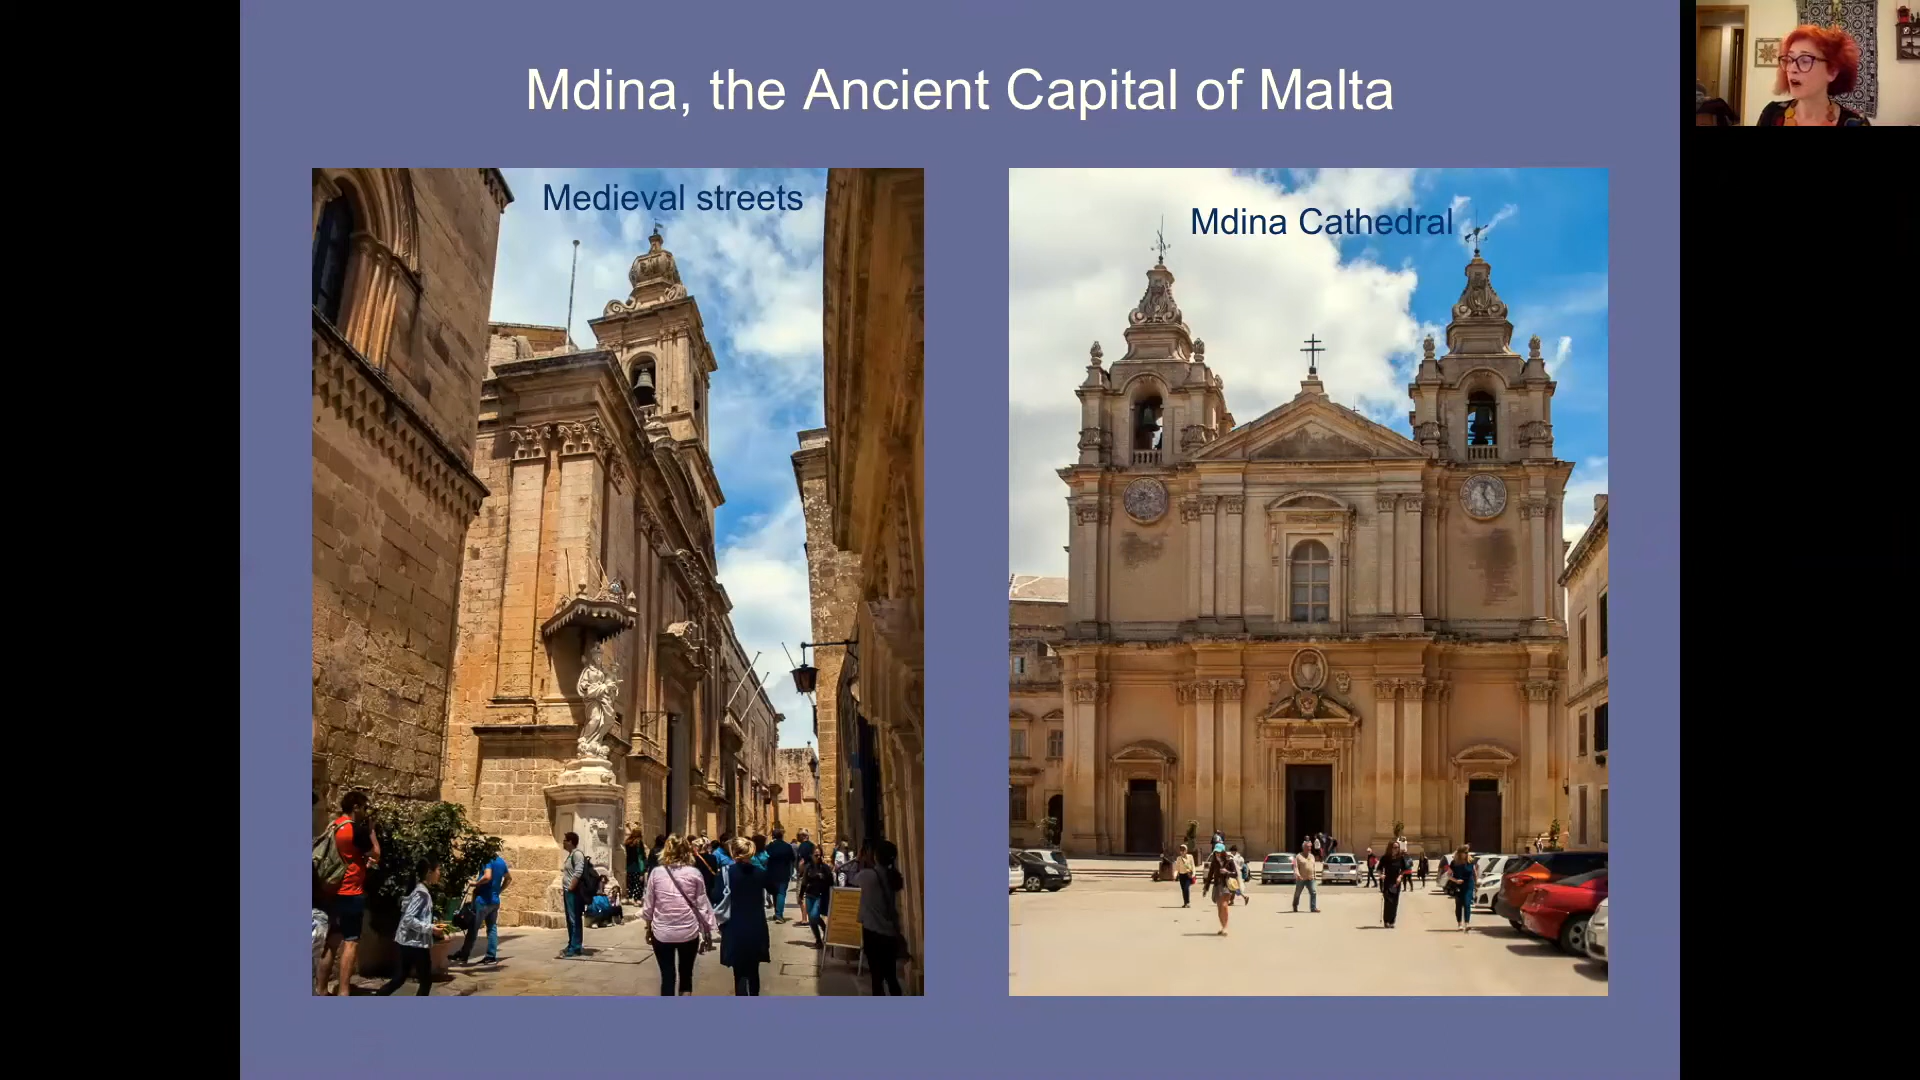 Mdina, the Ancient Capital of Malta
Medieval streets
Mdina Cathedral